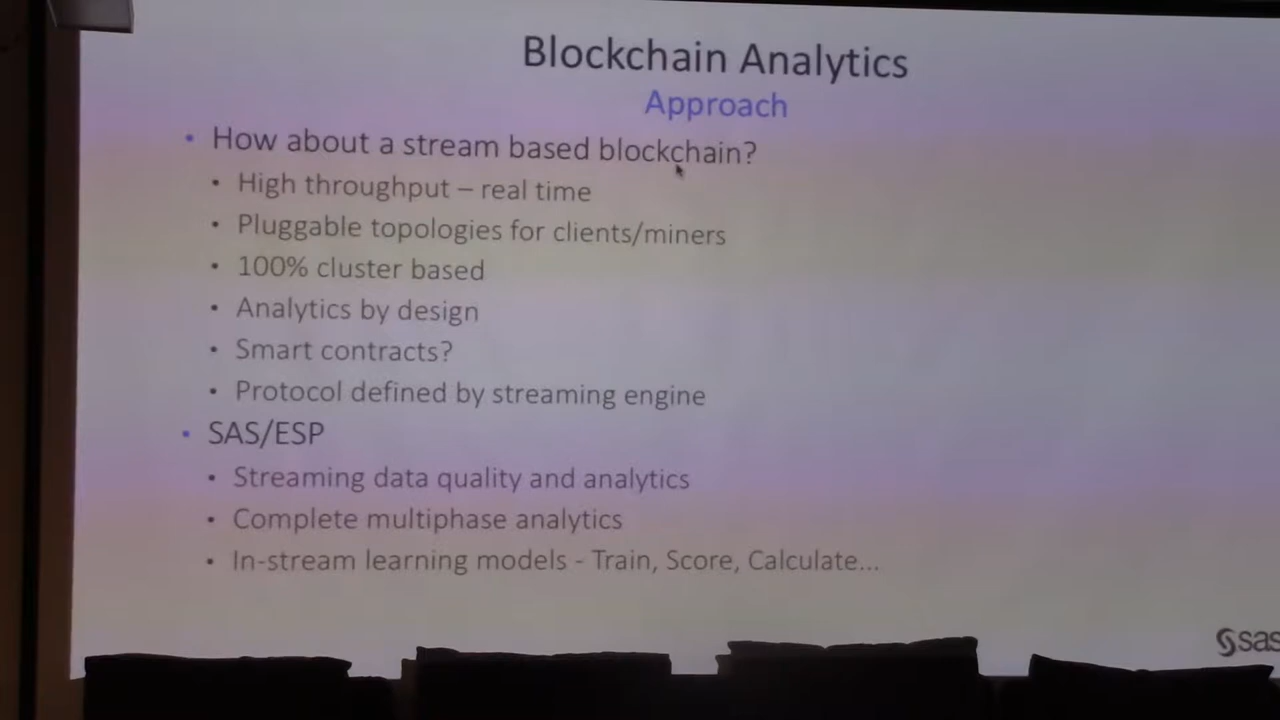 Blockchain Analytics
Approach
• How about a stream based blockchain?
• High throughput – real time
• Pluggable topologies for clients/miners
• 100% cluster based
• Analytics by design
• Smart contracts?
• Protocol defined by streaming engine
• SAS/ESP
• Streaming data quality and analytics
• Complete multiphase analytics
• In-stream learning models - Train, Score, Calculate...
sas